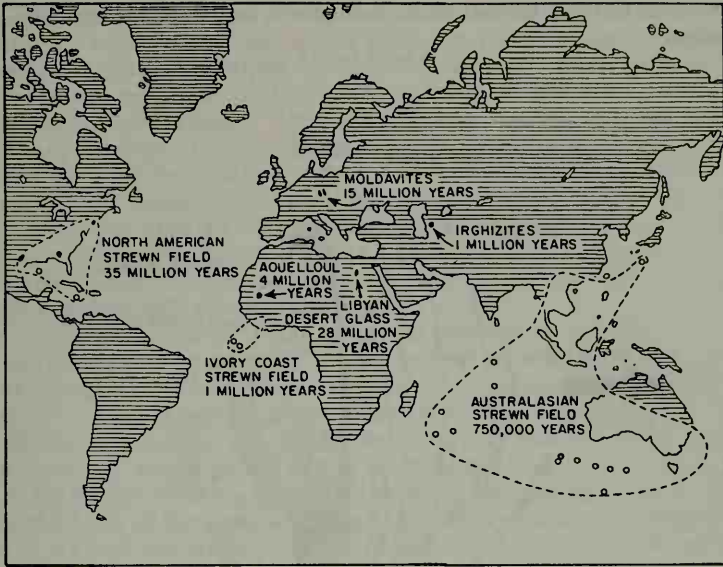 MOLDAVITES
15 MILLION YEARS
IRGHIZITES
1 MILLION YEARS
NORTH AMERICAN
STREWN FIELD
35 MILLION YEARS
AOUELLOUL
4 MILLION
YEARS
LIBYAN
DESERT GLASS
28 MILLION
YEARS
IVORY COAST
STREWN FIELD
1 MILLION YEARS
AUSTRALASIAN
STREWN FIELD
750,000 YEARS